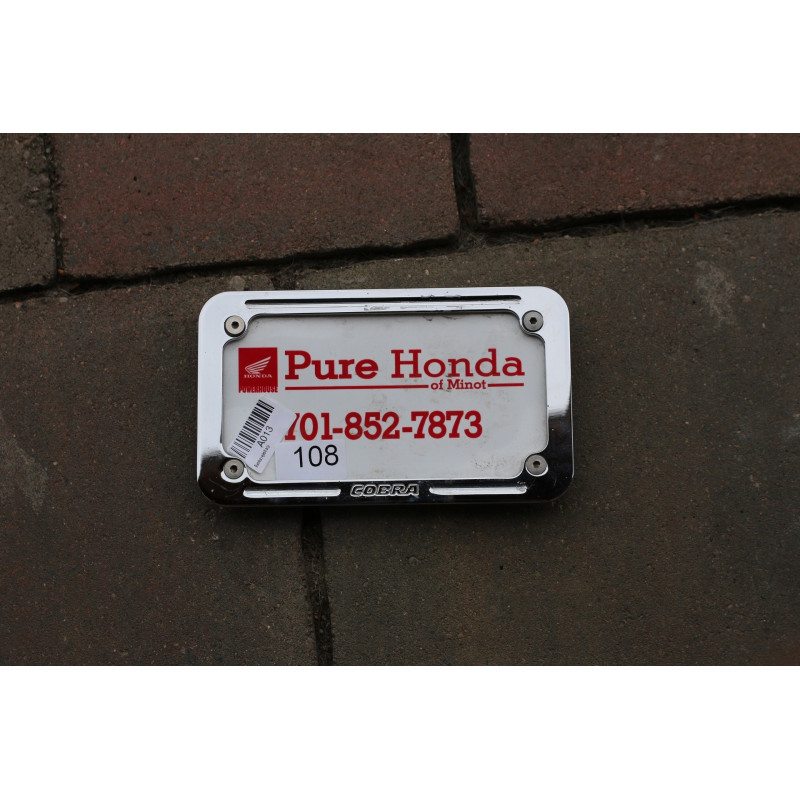 HONDA
POWERHOUSE
Pure Honda
of Minot
701-852-7873
A013
108
COBRA